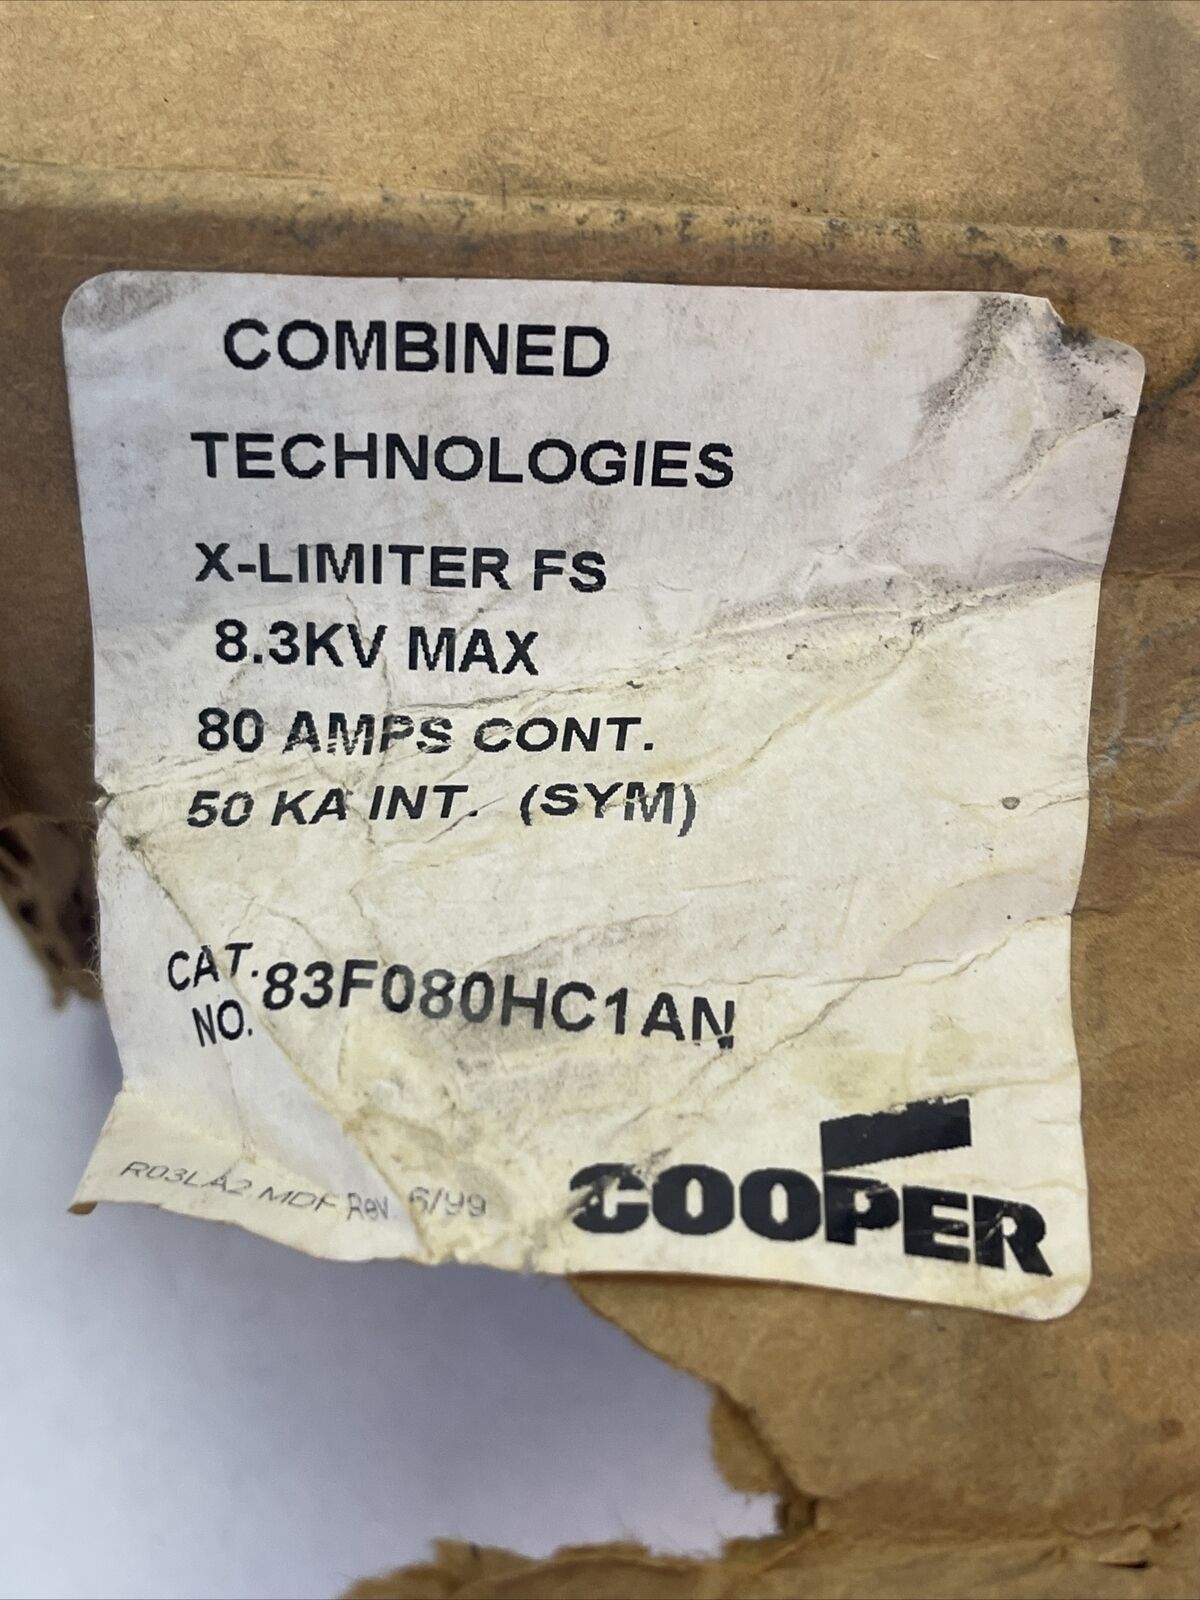 COMBINED
TECHNOLOGIES
X-LIMITER FS
8.3KV MAX
80 AMPS CONT.
50 KA INT. (SYM)
CAT. NO. 83F080HC1AN
R03LA2 MDF Rev. 6/99
COOPER